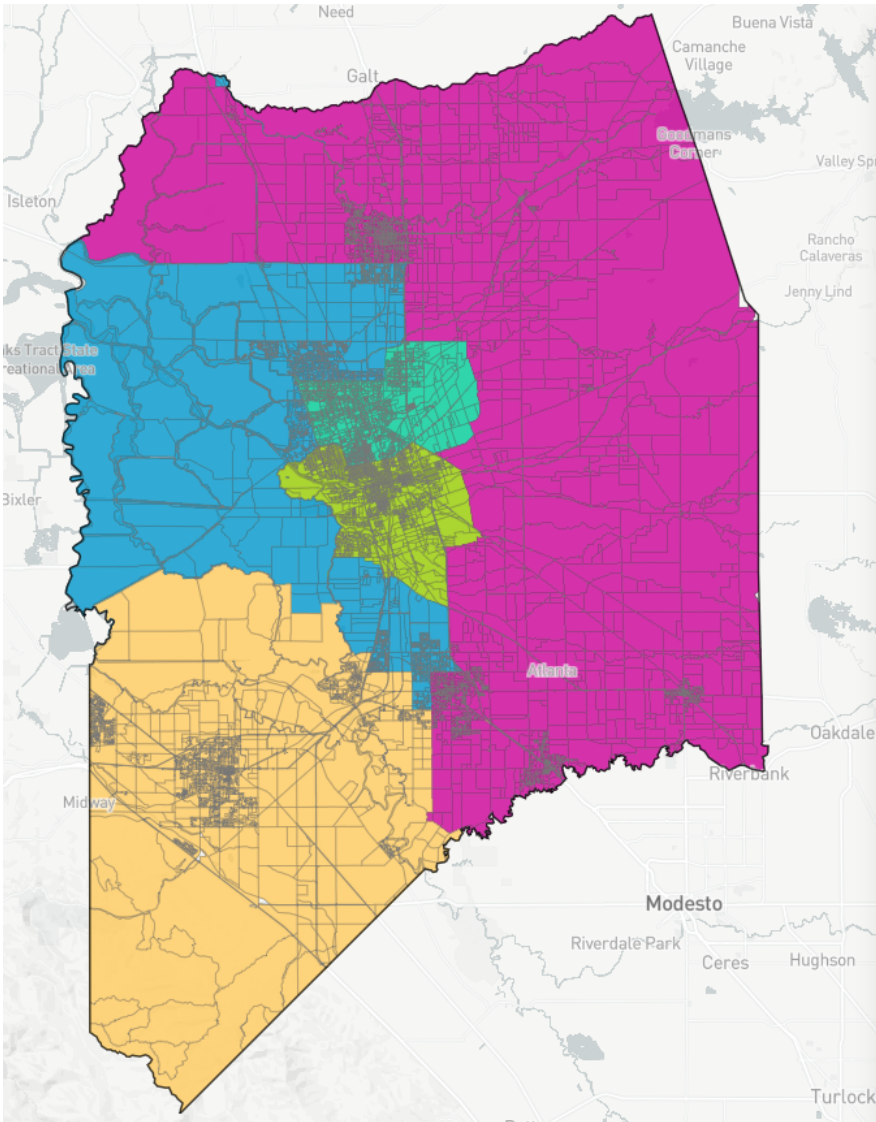 Need
Buena Vista
Camanche
Village
Galt
Goodmans
Corner
Valley Spr
Isleton
Rancho
Calaveras
Jenny Lind
ks Tract State
reational Area
Bixler
Atlanta
Oakdale
Riverbank
Midway
Modesto
Riverdale Park
Ceres
Hughson
Turlock